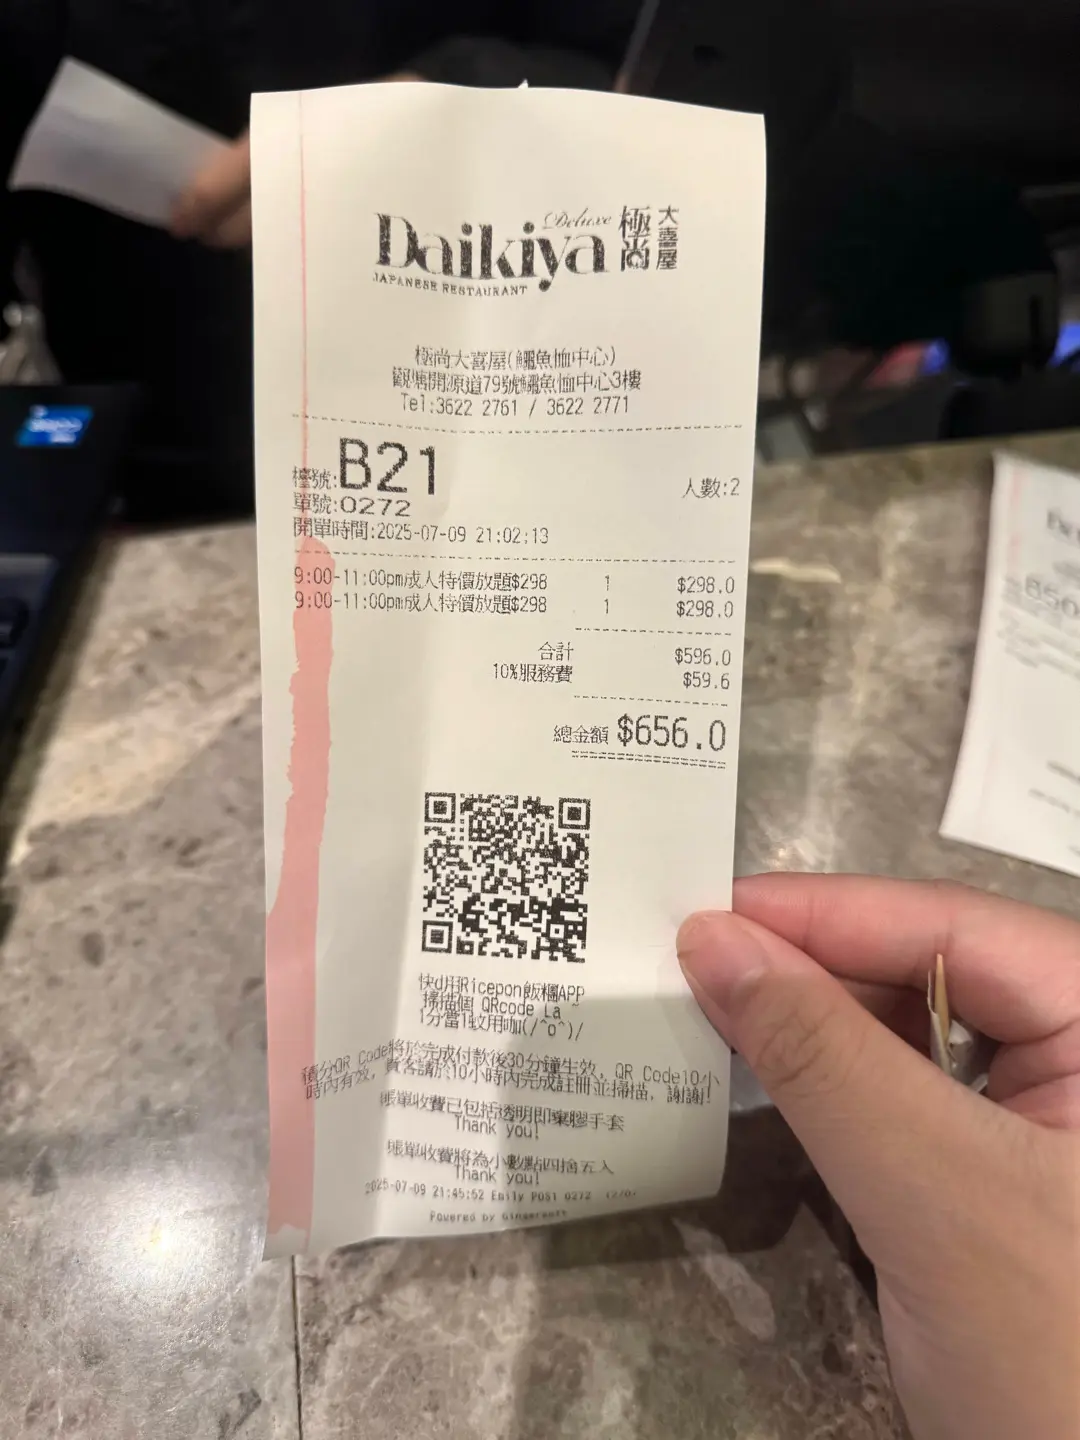 Deluxe
Daikiya 極尚 大喜屋
JAPANESE RESTAURANT
極尚大喜屋(鱷魚恤中心)
觀塘開源道79號鱷魚恤中心3樓
Tel:3622 2761 / 3622 2771
檯號:B21
人數:2
單號:0272
開單時間:2025-07-09 21:02:13
9:00-11:00pm成人特價放題$298 1 $298.0
9:00-11:00pm成人特價放題$298 1 $298.0
合計 $596.0
10%服務費 $59.6
總金額 $656.0
快d用Ricepon飯糰APP
掃描個 QRcode La ~
1分當1蚊用咖(/^o^)/
積分QR Code將於完成付款後30分鐘生效, QR Code10小
時內有效, 貴客請於10小時內完成註冊並掃描, 謝謝!
賬單收費已包括透明即棄膠手套
Thank you!
賬單收費將為小數點四捨五入
Thank you!
2025-07-09 21:45:52 Emily POS1 0272
Powered by Gingersoft